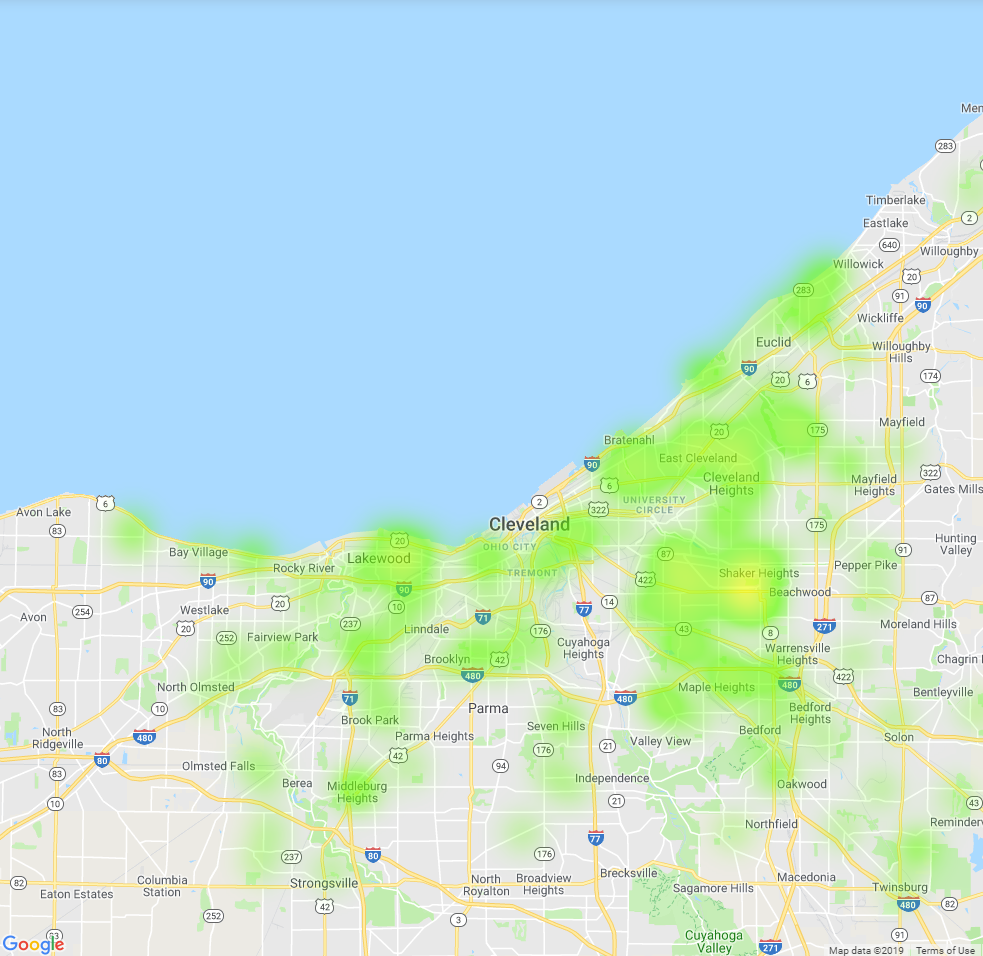 Men
283
Timberlake
2
Eastlake
640
Willoughby
Willowick
20
283
91
90
Wickliffe
Euclid
Willoughby
Hills
90
20
6
174
Mayfield
20
175
Bratenahl
East Cleveland
90
322
Cleveland
Heights
Mayfield
Heights
6
Gates Mills
UNIVERSITY
CIRCLE
2
322
6
Avon Lake
Cleveland
175
83
20
Hunting
Valley
OHIO CITY
Bay Village
Lakewood
87
91
Rocky River
Pepper Pike
TREMONT
Shaker Heights
422
90
90
Beachwood
87
20
14
10
77
254
Westlake
Avon
71
237
271
Moreland Hills
20
Linndale
176
43
8
252
Fairview Park
Cuyahoga
Heights
Warrensville
Heights
Brooklyn
42
Chagrin
480
422
North Olmsted
480
Maple Heights
71
480
Bentleyville
83
10
Parma
Bedford
Heights
Brook Park
Seven Hills
Bedford
North
Ridgeville
480
Parma Heights
21
Valley View
Solon
176
80
42
Olmsted Falls
94
83
Berea
Independence
Oakwood
Middleburg
Heights
10
21
43
Northfield
Reminderv
77
237
80
176
Brecksville
Columbia
Station
Strongsville
North
Royalton
Broadview
Heights
Macedonia
82
Eaton Estates
Sagamore Hills
Twinsburg
42
480
82
252
3
83
91
Cuyahoga
Valley
271
Google
Map data ©2019
Terms of Use